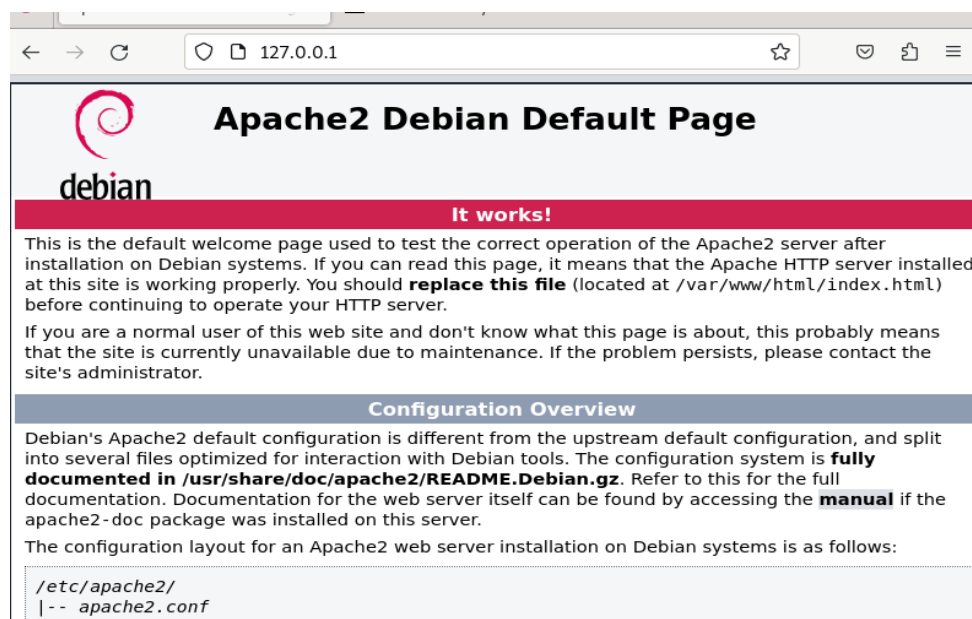 127.0.0.1
debian
Apache2 Debian Default Page
It works!
This is the default welcome page used to test the correct operation of the Apache2 server after
installation on Debian systems. If you can read this page, it means that the Apache HTTP server installed
at this site is working properly. You should replace this file (located at /var/www/html/index.html)
before continuing to operate your HTTP server.
If you are a normal user of this web site and don't know what this page is about, this probably means
that the site is currently unavailable due to maintenance. If the problem persists, please contact the
site's administrator.
Configuration Overview
Debian's Apache2 default configuration is different from the upstream default configuration, and split
into several files optimized for interaction with Debian tools. The configuration system is fully
documented in /usr/share/doc/apache2/README.Debian.gz. Refer to this for the full
documentation. Documentation for the web server itself can be found by accessing the manual if the
apache2-doc package was installed on this server.
The configuration layout for an Apache2 web server installation on Debian systems is as follows:
/etc/apache2/
|-- apache2.conf